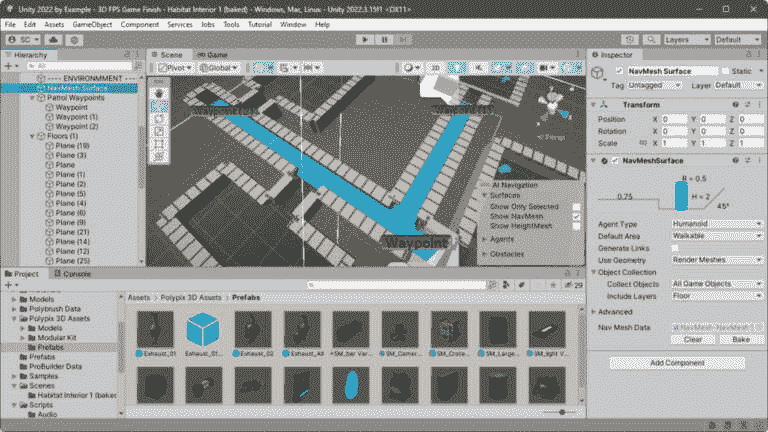 Unity 2022 by Example - 3D FPS Game Finish - Habitat Interior 1 (baked) - Windows, Mac, Linux - Unity 2022.3.15f1 <DX11>
File Edit Assets GameObject Component Services Jobs Tools Tutorial Window Help
SC Layers Default
Hierarchy
All
---- ENVIRONMMENT ----
NavMesh Surface
Patrol Waypoints
Waypoint
Waypoint (1)
Waypoint (2)
Floors (1)
Plane (19)
Plane (3)
Plane
Plane (1)
Plane (2)
Plane (5)
Plane (4)
Plane (6)
Plane (9)
Plane (21)
Plane (14)
Plane (12)
Plane (25)
Scene Game
Pivot Global 2D
Persp
Waypoint
AI Navigation
Surfaces
Show Only Selected
Show NavMesh
Show HeightMesh
Agents
Obstacles
Inspector
NavMesh Surface Static
Tag Untagged Layer Default
Transform
Position X 0 Y 0 Z 0
Rotation X 0 Y 0 Z 0
Scale X 1 Y 1 Z 1
NavMeshSurface
R = 0.5
0.75 H = 2 45°
Agent Type Humanoid
Default Area Walkable
Generate Links
Use Geometry Render Meshes
Object Collection
Collect Objects All Game Objects
Include Layers Floor
Advanced
Nav Mesh Data
Clear Bake
Add Component
Project Console
29
Materials
Models
Polybrush Data
Polypix 3D Assets
Models
Modular Kit
Prefabs
Prefabs
ProBuilder Data
Samples
Scenes
Habitat Interior 1 (baked
Scripts
Audio
Assets > Polypix 3D Assets > Prefabs
Exhaust_01 Exhaust_01... Exhaust_02 Exhaust_All SM_bar Var... SM_Camer... SM_Crate... SM_Large... SM_light V...